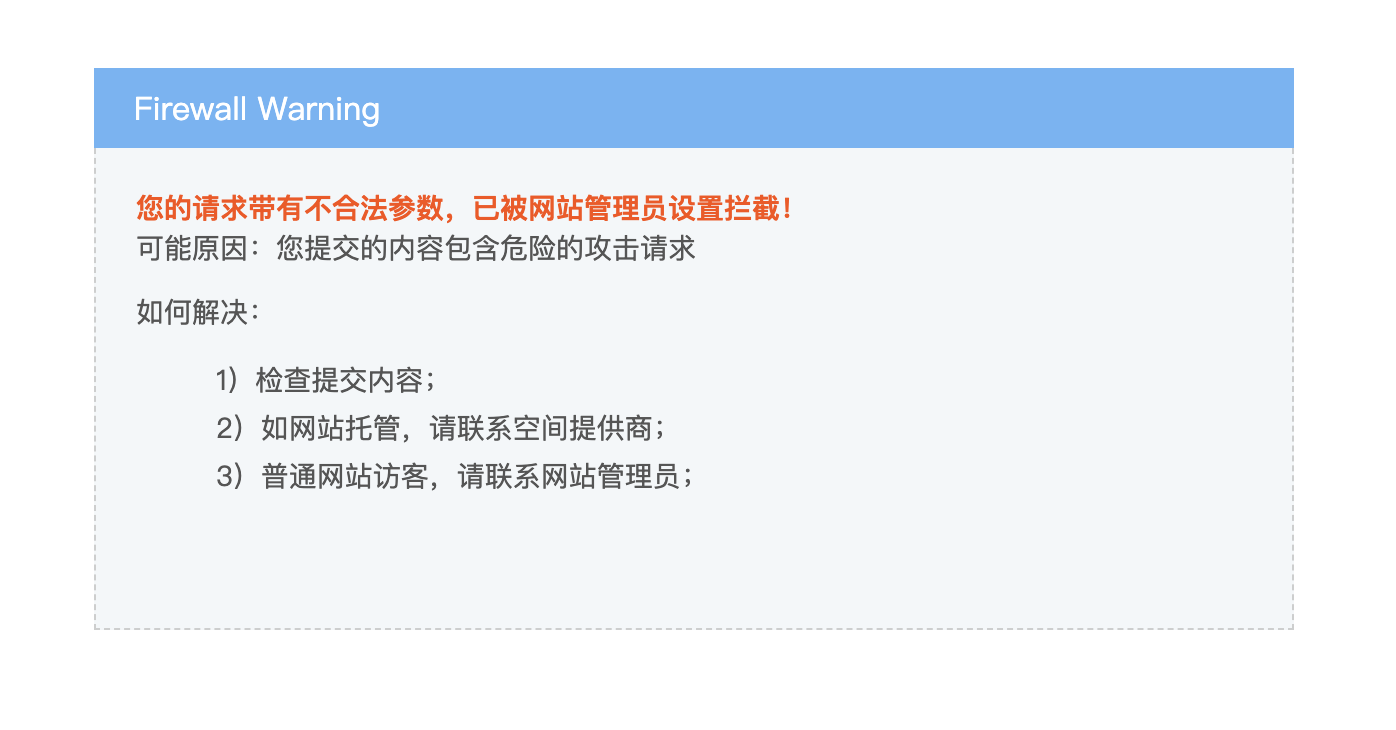 Firewall Warning
您的请求带有不合法参数，已被网站管理员设置拦截！
可能原因：您提交的内容包含危险的攻击请求
如何解决：
1）检查提交内容；
2）如网站托管，请联系空间提供商；
3）普通网站访客，请联系网站管理员；